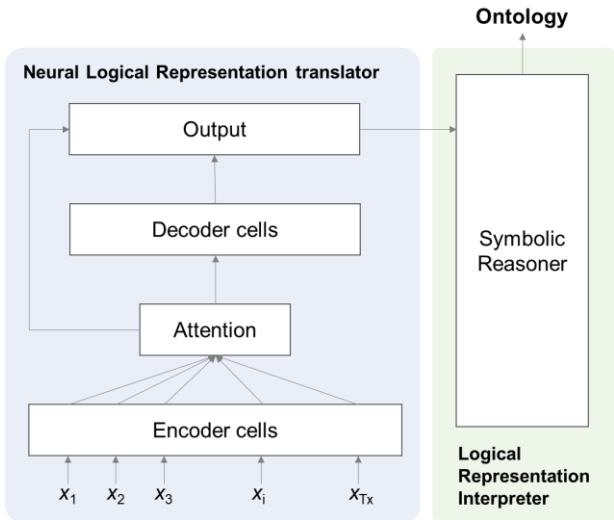 Ontology
Neural Logical Representation translator
Output
Decoder cells
Attention
Encoder cells
x1 x2 x3 xi xTx
Symbolic
Reasoner
Logical
Representation
Interpreter